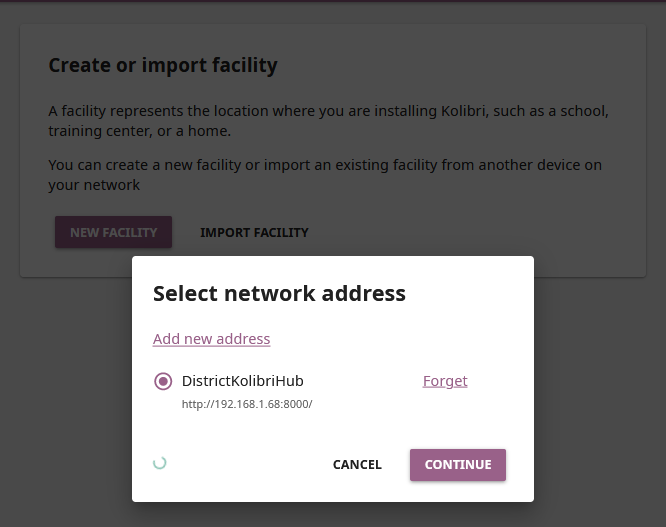 Create or import facility
A facility represents the location where you are installing Kolibri, such as a school,
training center, or a home.
You can create a new facility or import an existing facility from another device on
your network
NEW FACILITY IMPORT FACILITY
Select network address
Add new address
DistrictKolibriHub Forget
http://192.168.1.68:8000/
CANCEL CONTINUE